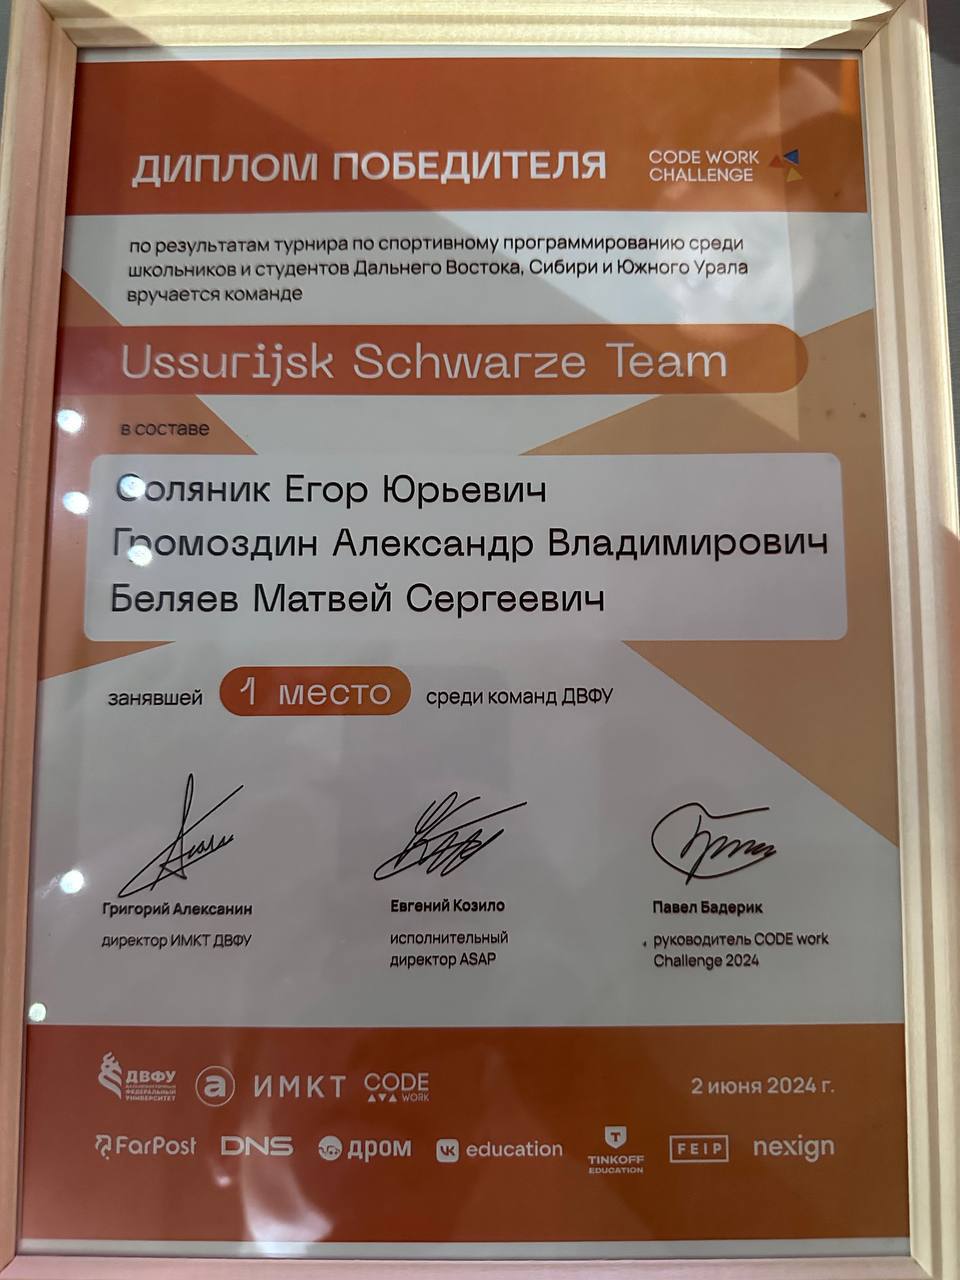 ДИПЛОМ ПОБЕДИТЕЛЯ
CODE WORK
CHALLENGE
по результатам турнира по спортивному программированию среди
школьников и студентов Дальнего Востока, Сибири и Южного Урала
вручается команде
Ussurijsk Schwarze Team
в составе
Соляник Егор Юрьевич
Громоздин Александр Владимирович
Беляев Матвей Сергеевич
занявшей 1 место среди команд ДВФУ
Григорий Алексанин
директор ИМКТ ДВФУ
Евгений Козило
исполнительный
директор ASAP
Павел Бадерик
руководитель CODE work
Challenge 2024
ДВФУ
ДАЛЬНЕВОСТОЧНЫЙ
ФЕДЕРАЛЬНЫЙ
УНИВЕРСИТЕТ
a
ИМКТ
CODE
WORK
2 июня 2024 г.
FarPost
DNS
дром
VK education
TINKOFF
EDUCATION
FEIP
nexign